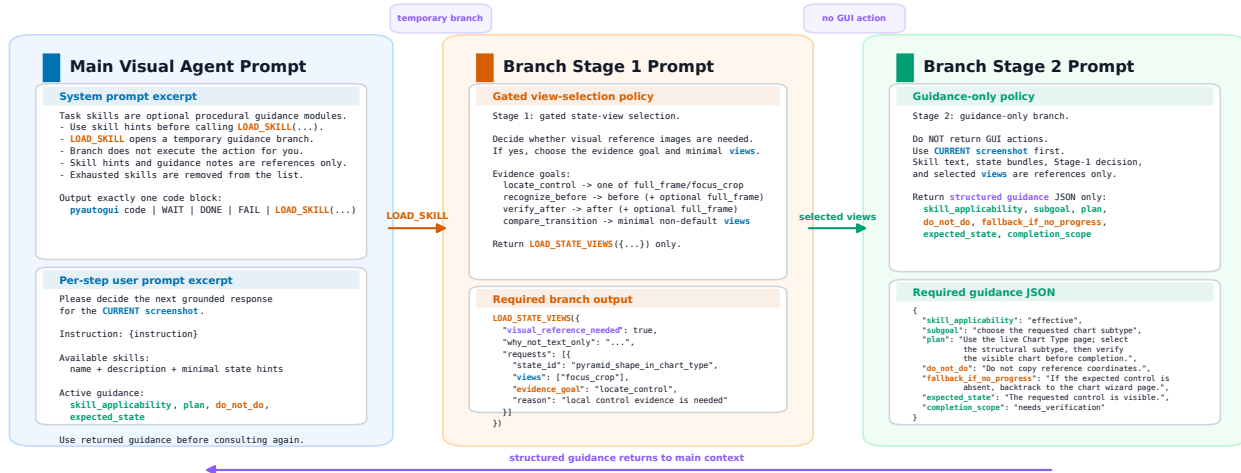 temporary branch
no GUI action
Main Visual Agent Prompt
System prompt excerpt
Task skills are optional procedural guidance modules.
- Use skill hints before calling LOAD_SKILL(...).
- LOAD_SKILL opens a temporary guidance branch.
- Branch does not execute the action for you.
- Skill hints and guidance notes are references only.
- Exhausted skills are removed from the list.
Output exactly one code block:
pyautogui code | WAIT | DONE | FAIL | LOAD_SKILL(...)
Per-step user prompt excerpt
Please decide the next grounded response
for the CURRENT screenshot.
Instruction: {instruction}
Available skills:
name + description + minimal state hints
Active guidance:
skill_applicability, plan, do_not_do,
expected_state
Use returned guidance before consulting again.
LOAD_SKILL
Branch Stage 1 Prompt
Gated view-selection policy
Stage 1: gated state-view selection.
Decide whether visual reference images are needed.
If yes, choose the evidence goal and minimal views.
Evidence goals:
locate_control -> one of full_frame/focus_crop
recognize_before -> before (+ optional full_frame)
verify_after -> after (+ optional full_frame)
compare_transition -> minimal non-default views
Return LOAD_STATE_VIEWS({...}) only.
Required branch output
LOAD_STATE_VIEWS({
"visual_reference_needed": true,
"why_not_text_only": "...",
"requests": [{
"state_id": "pyramid_shape_in_chart_type",
"views": ["focus_crop"],
"evidence_goal": "locate_control",
"reason": "local control evidence is needed"
}]
})
selected views
Branch Stage 2 Prompt
Guidance-only policy
Stage 2: guidance-only branch.
Do NOT return GUI actions.
Use CURRENT screenshot first.
Skill text, state bundles, Stage-1 decision,
and selected views are references only.
Return structured guidance JSON only:
skill_applicability, subgoal, plan,
do_not_do, fallback_if_no_progress,
expected_state, completion_scope
Required guidance JSON
{
"skill_applicability": "effective",
"subgoal": "choose the requested chart subtype",
"plan": "Use the live Chart Type page; select
the structural subtype, then verify
the visible chart before completion.",
"do_not_do": "Do not copy reference coordinates.",
"fallback_if_no_progress": "If the expected control is
absent, backtrack to the chart wizard page.",
"expected_state": "The requested control is visible.",
"completion_scope": "needs_verification"
}
structured guidance returns to main context